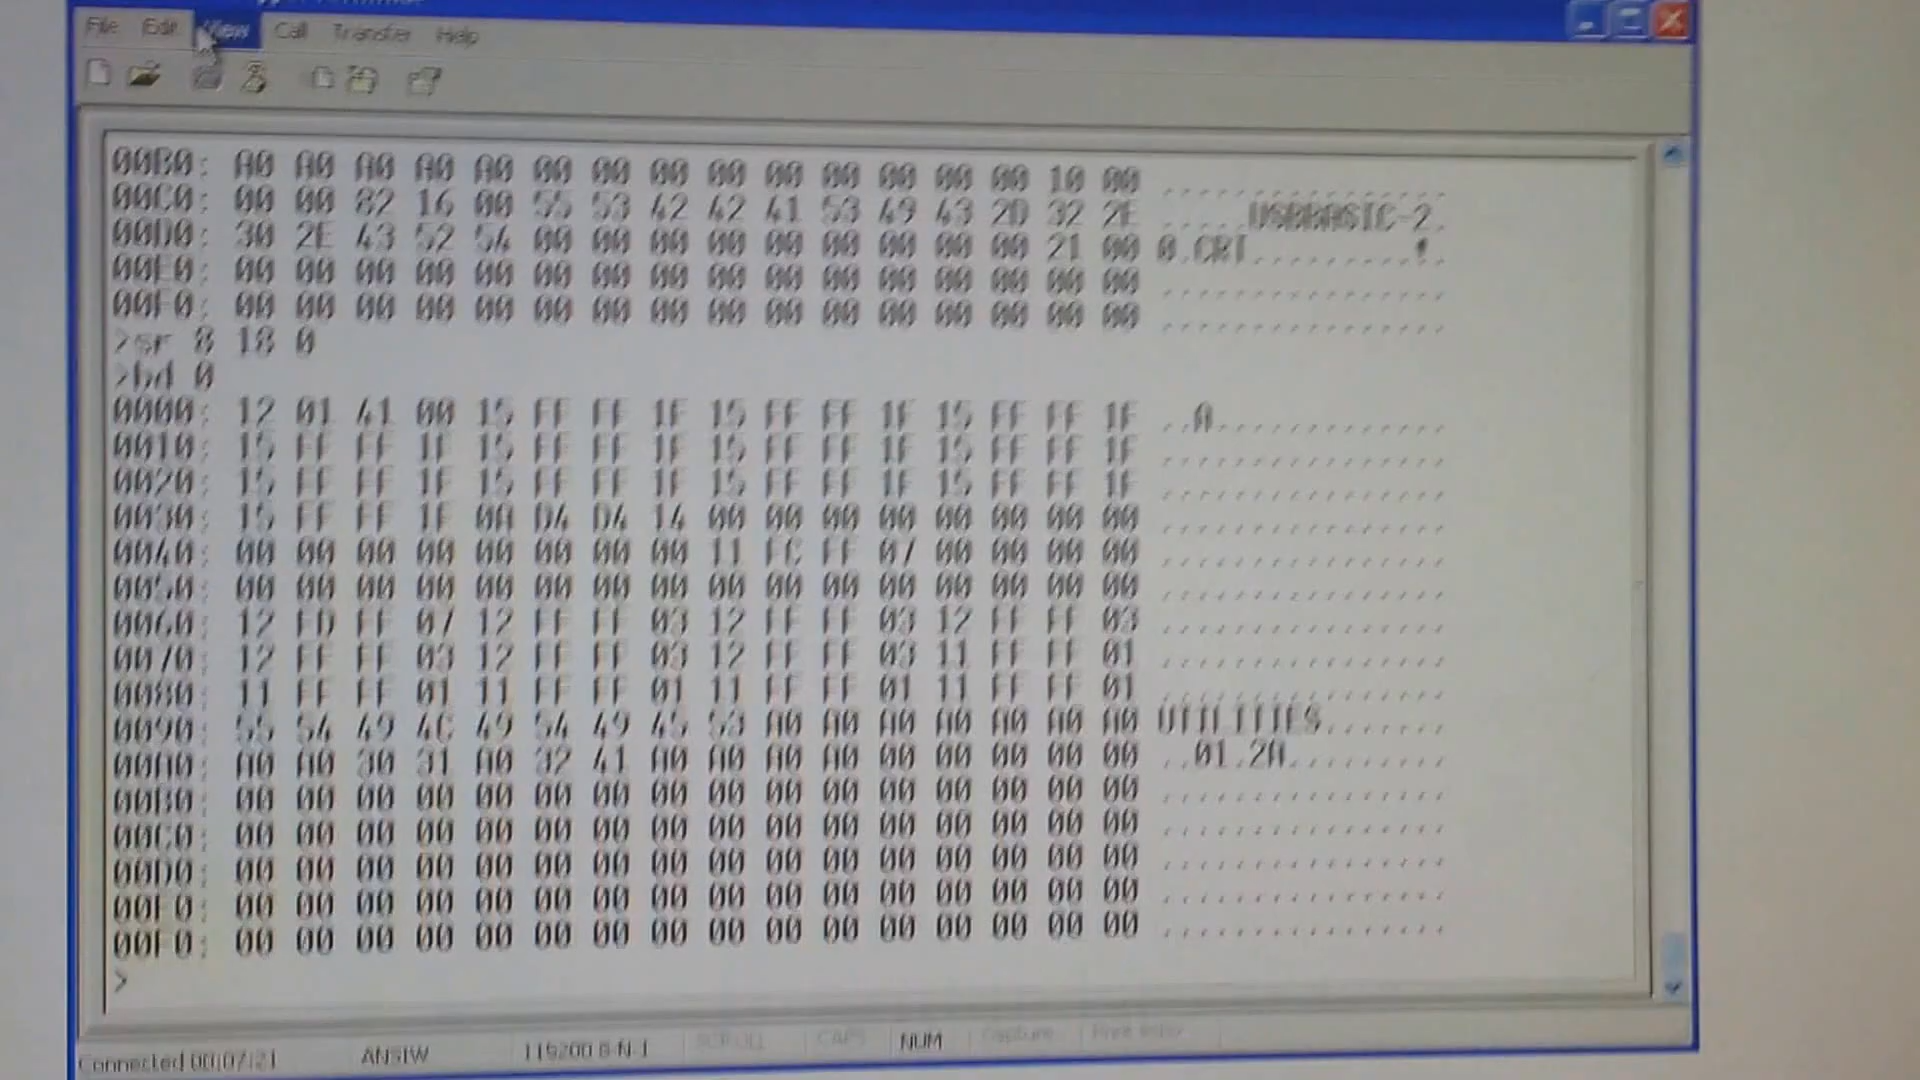 File Edit View Call Transfer Help
00B0: A0 A0 A0 A0 A0 00 00 00 00 00 00 00 00 00 10 00 ................
00C0: 00 00 82 16 00 55 53 42 42 41 53 49 43 2D 32 2E .....USBBASIC-2.
00D0: 30 2E 43 52 54 00 00 00 00 00 00 00 00 00 21 00 0.CRT.........!.
00E0: 00 00 00 00 00 00 00 00 00 00 00 00 00 00 00 00 ................
00F0: 00 00 00 00 00 00 00 00 00 00 00 00 00 00 00 00 ................
>sr 8 18 0
>bd 0
0000: 12 01 41 00 15 FF FF 1F 15 FF FF 1F 15 FF FF 1F ..A.............
0010: 15 FF FF 1F 15 FF FF 1F 15 FF FF 1F 15 FF FF 1F ................
0020: 15 FF FF 1F 15 FF FF 1F 15 FF FF 1F 15 FF FF 1F ................
0030: 15 FF FF 1F 0A D4 D4 14 00 00 00 00 00 00 00 00 ................
0040: 00 00 00 00 00 00 00 00 11 FC FF 07 00 00 00 00 ................
0050: 00 00 00 00 00 00 00 00 00 00 00 00 00 00 00 00 ................
0060: 12 FD FF 07 12 FF FF 03 12 FF FF 03 12 FF FF 03 ................
0070: 12 FF FF 03 12 FF FF 03 12 FF FF 03 11 FF FF 01 ................
0080: 11 FF FF 01 11 FF FF 01 11 FF FF 01 11 FF FF 01 ................
0090: 55 54 49 4C 49 54 49 45 53 A0 A0 A0 A0 A0 A0 A0 UTILITIES.......
00A0: A0 A0 30 31 A0 32 41 A0 A0 A0 A0 00 00 00 00 00 ..01.2A.........
00B0: 00 00 00 00 00 00 00 00 00 00 00 00 00 00 00 00 ................
00C0: 00 00 00 00 00 00 00 00 00 00 00 00 00 00 00 00 ................
00D0: 00 00 00 00 00 00 00 00 00 00 00 00 00 00 00 00 ................
00E0: 00 00 00 00 00 00 00 00 00 00 00 00 00 00 00 00 ................
00F0: 00 00 00 00 00 00 00 00 00 00 00 00 00 00 00 00 ................
>
Connected 00:07:21 ANSIW 115200 8-N-1 SCROLL CAPS NUM Capture Print echo